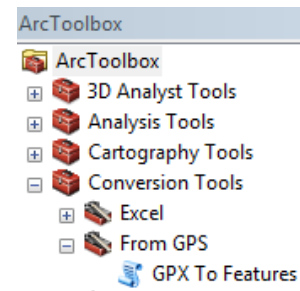 ArcToolbox
ArcToolbox
3D Analyst Tools
Analysis Tools
Cartography Tools
Conversion Tools
Excel
From GPS
GPX To Features